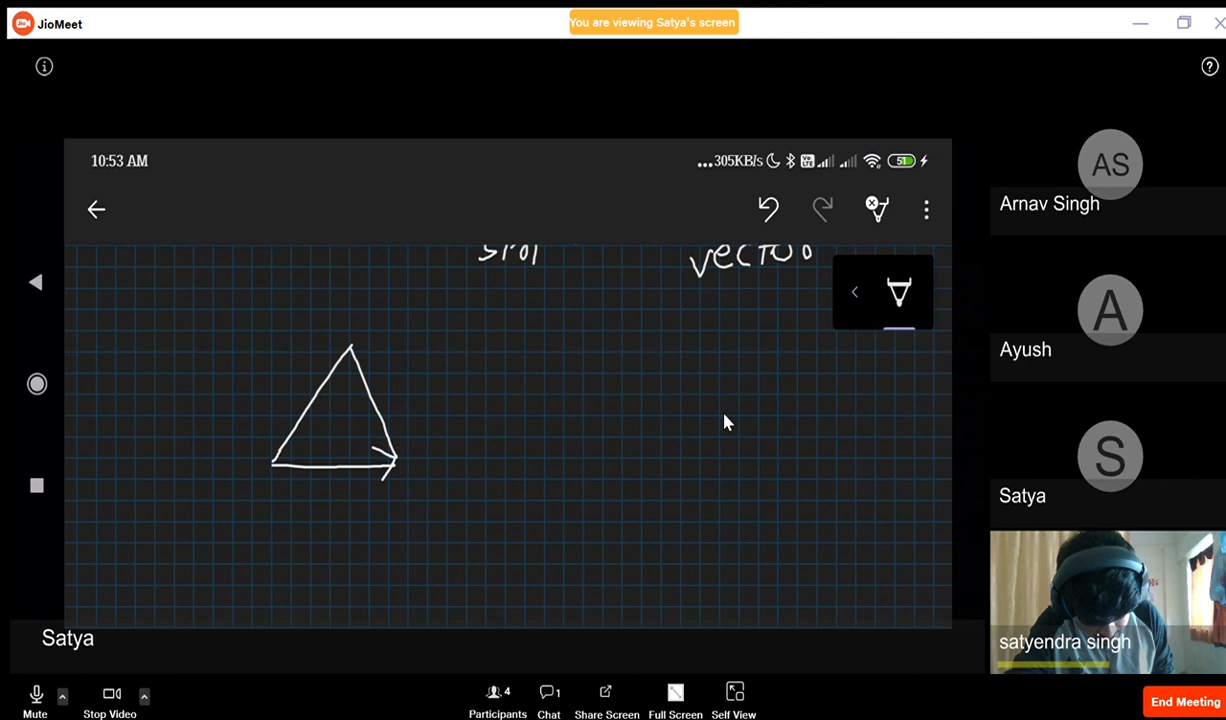 JioMeet
You are viewing Satya's screen
10:53 AM
...305KB/s
51
vector
AS
Arnav Singh
A
Ayush
S
Satya
satyendra singh
Satya
Mute
Stop Video
4
Participants
1
Chat
Share Screen
Full Screen
Self View
End Meeting